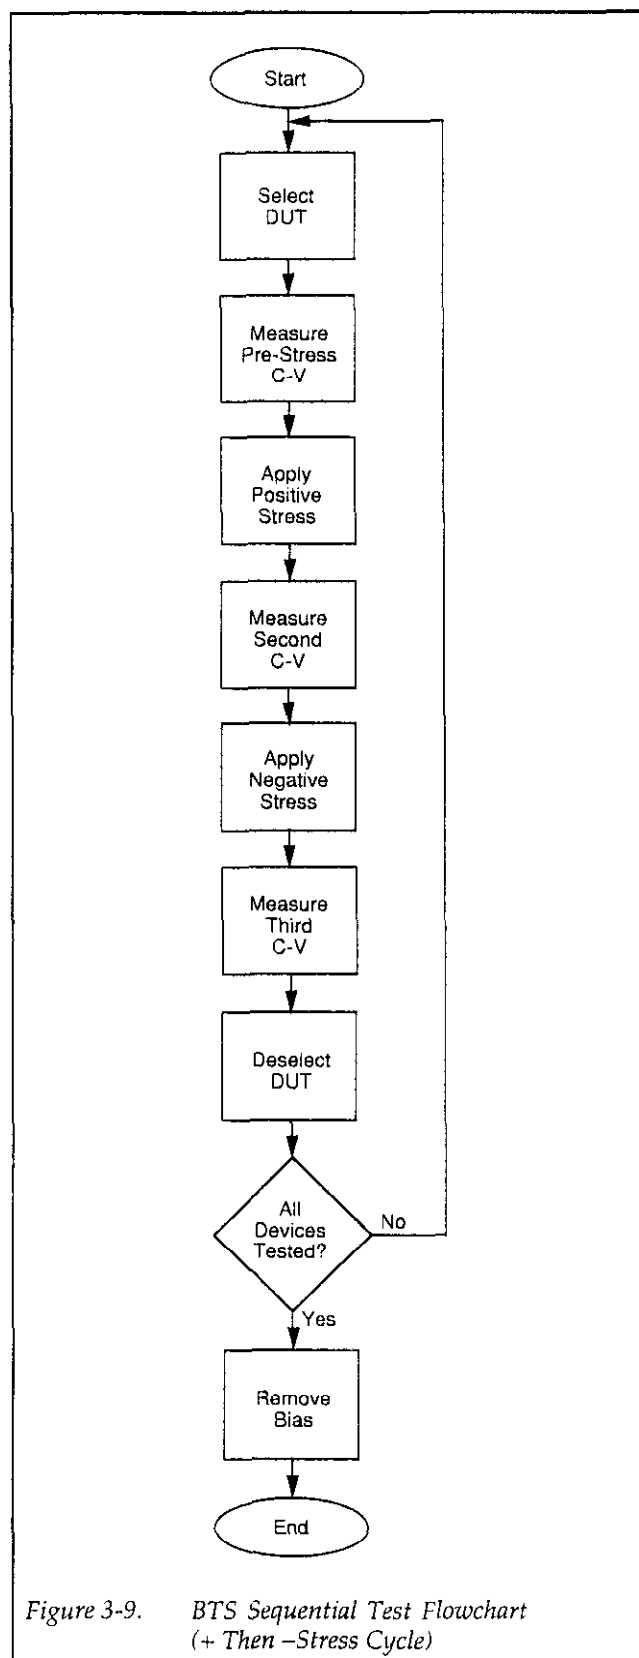 Start
Select
DUT
Measure
Pre-Stress
C-V
Apply
Positive
Stress
Measure
Second
C-V
Apply
Negative
Stress
Measure
Third
C-V
Deselect
DUT
All
Devices
Tested?
No
Yes
Remove
Bias
End
Figure 3-9. BTS Sequential Test Flowchart
(+ Then –Stress Cycle)